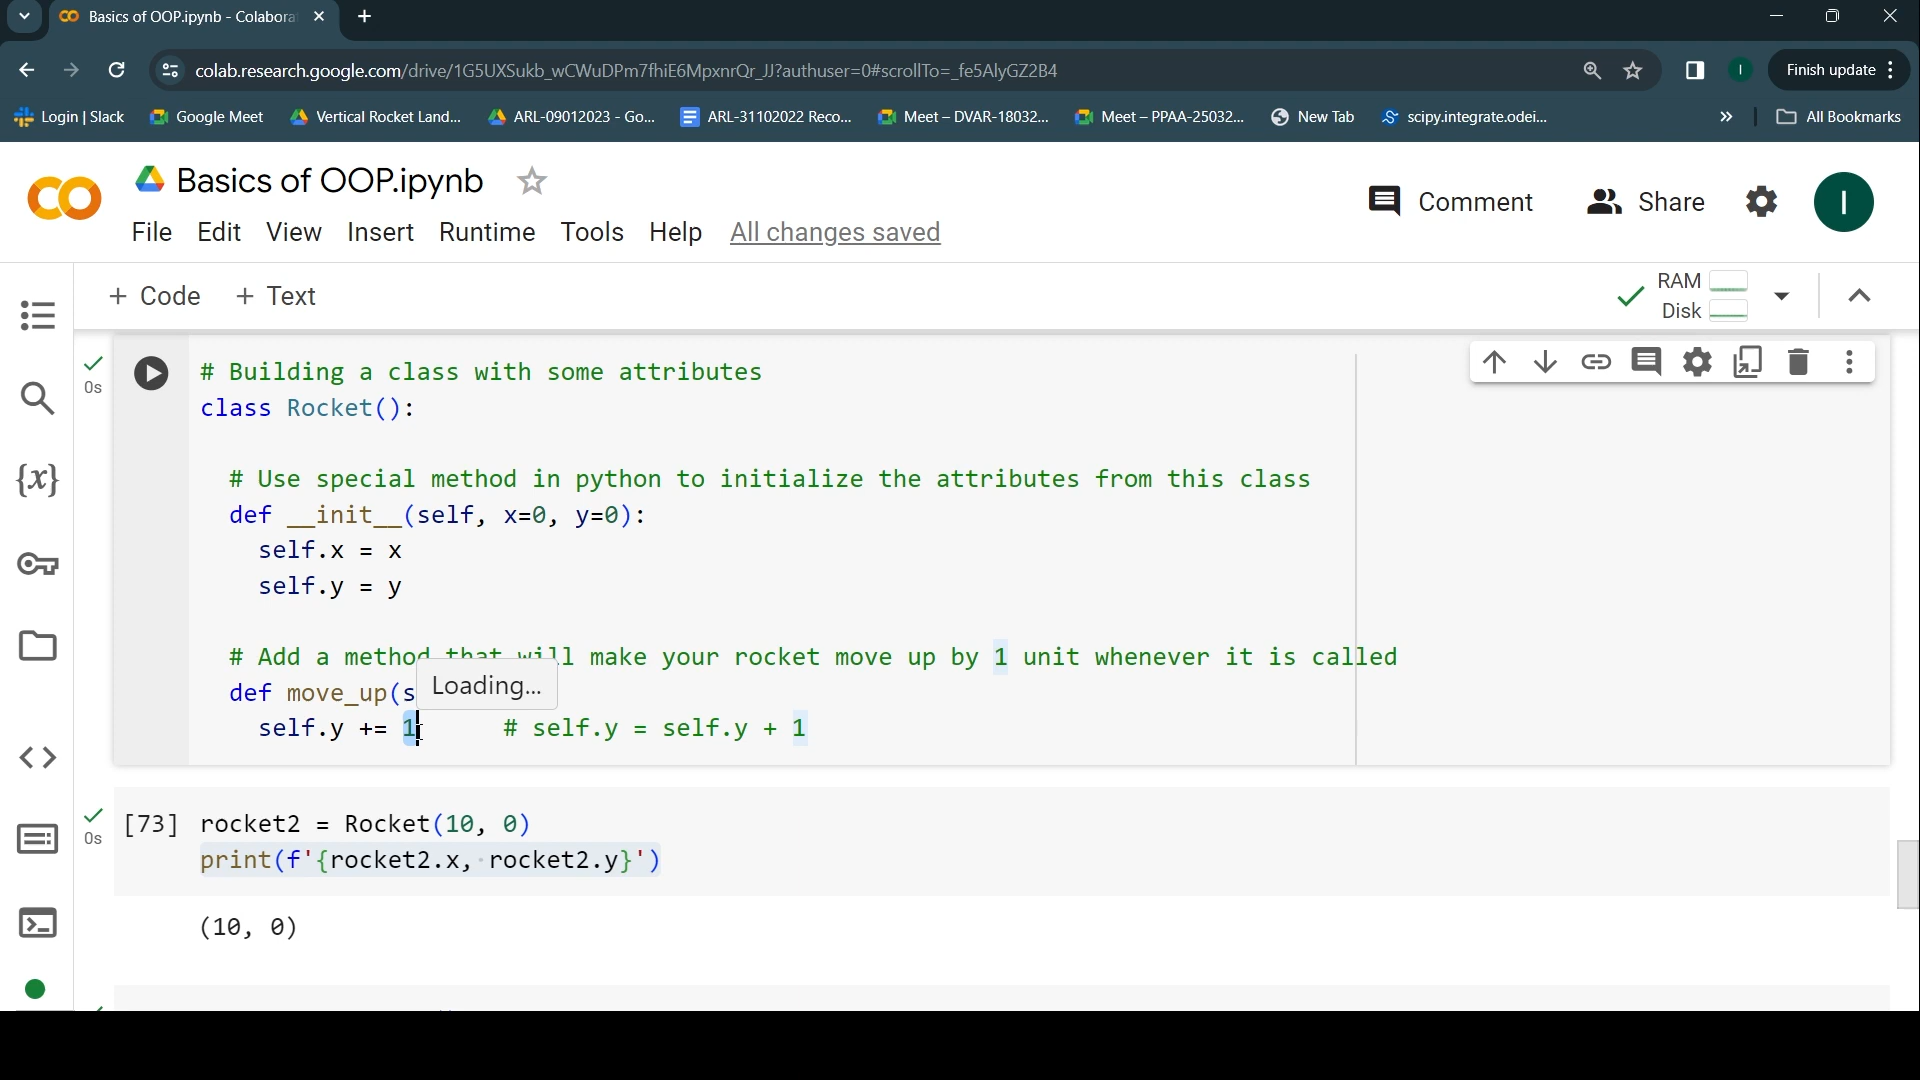 Basics of OOP.ipynb - Colabora
colab.research.google.com/drive/1G5UXSukb_wCWuDPm7fhiE6MpxnrQr_JJ?authuser=0#scrollTo=_fe5AlyGZ2B4
I
Finish update
Login | Slack
Google Meet
Vertical Rocket Land...
ARL-09012023 - Go...
ARL-31102022 Reco...
Meet – DVAR-18032...
Meet – PPAA-25032...
New Tab
scipy.integrate.odei...
»
All Bookmarks
Basics of OOP.ipynb
Comment
Share
I
File Edit View Insert Runtime Tools Help All changes saved
+ Code + Text
RAM
Disk
{x}
0s
# Building a class with some attributes
class Rocket():
# Use special method in python to initialize the attributes from this class
def __init__(self, x=0, y=0):
self.x = x
self.y = y
# Add a method that will make your rocket move up by 1 unit whenever it is called
def move_up(s
Loading...
self.y += 1 # self.y = self.y + 1
0s
[73] rocket2 = Rocket(10, 0)
print(f'{rocket2.x, rocket2.y}')
(10, 0)